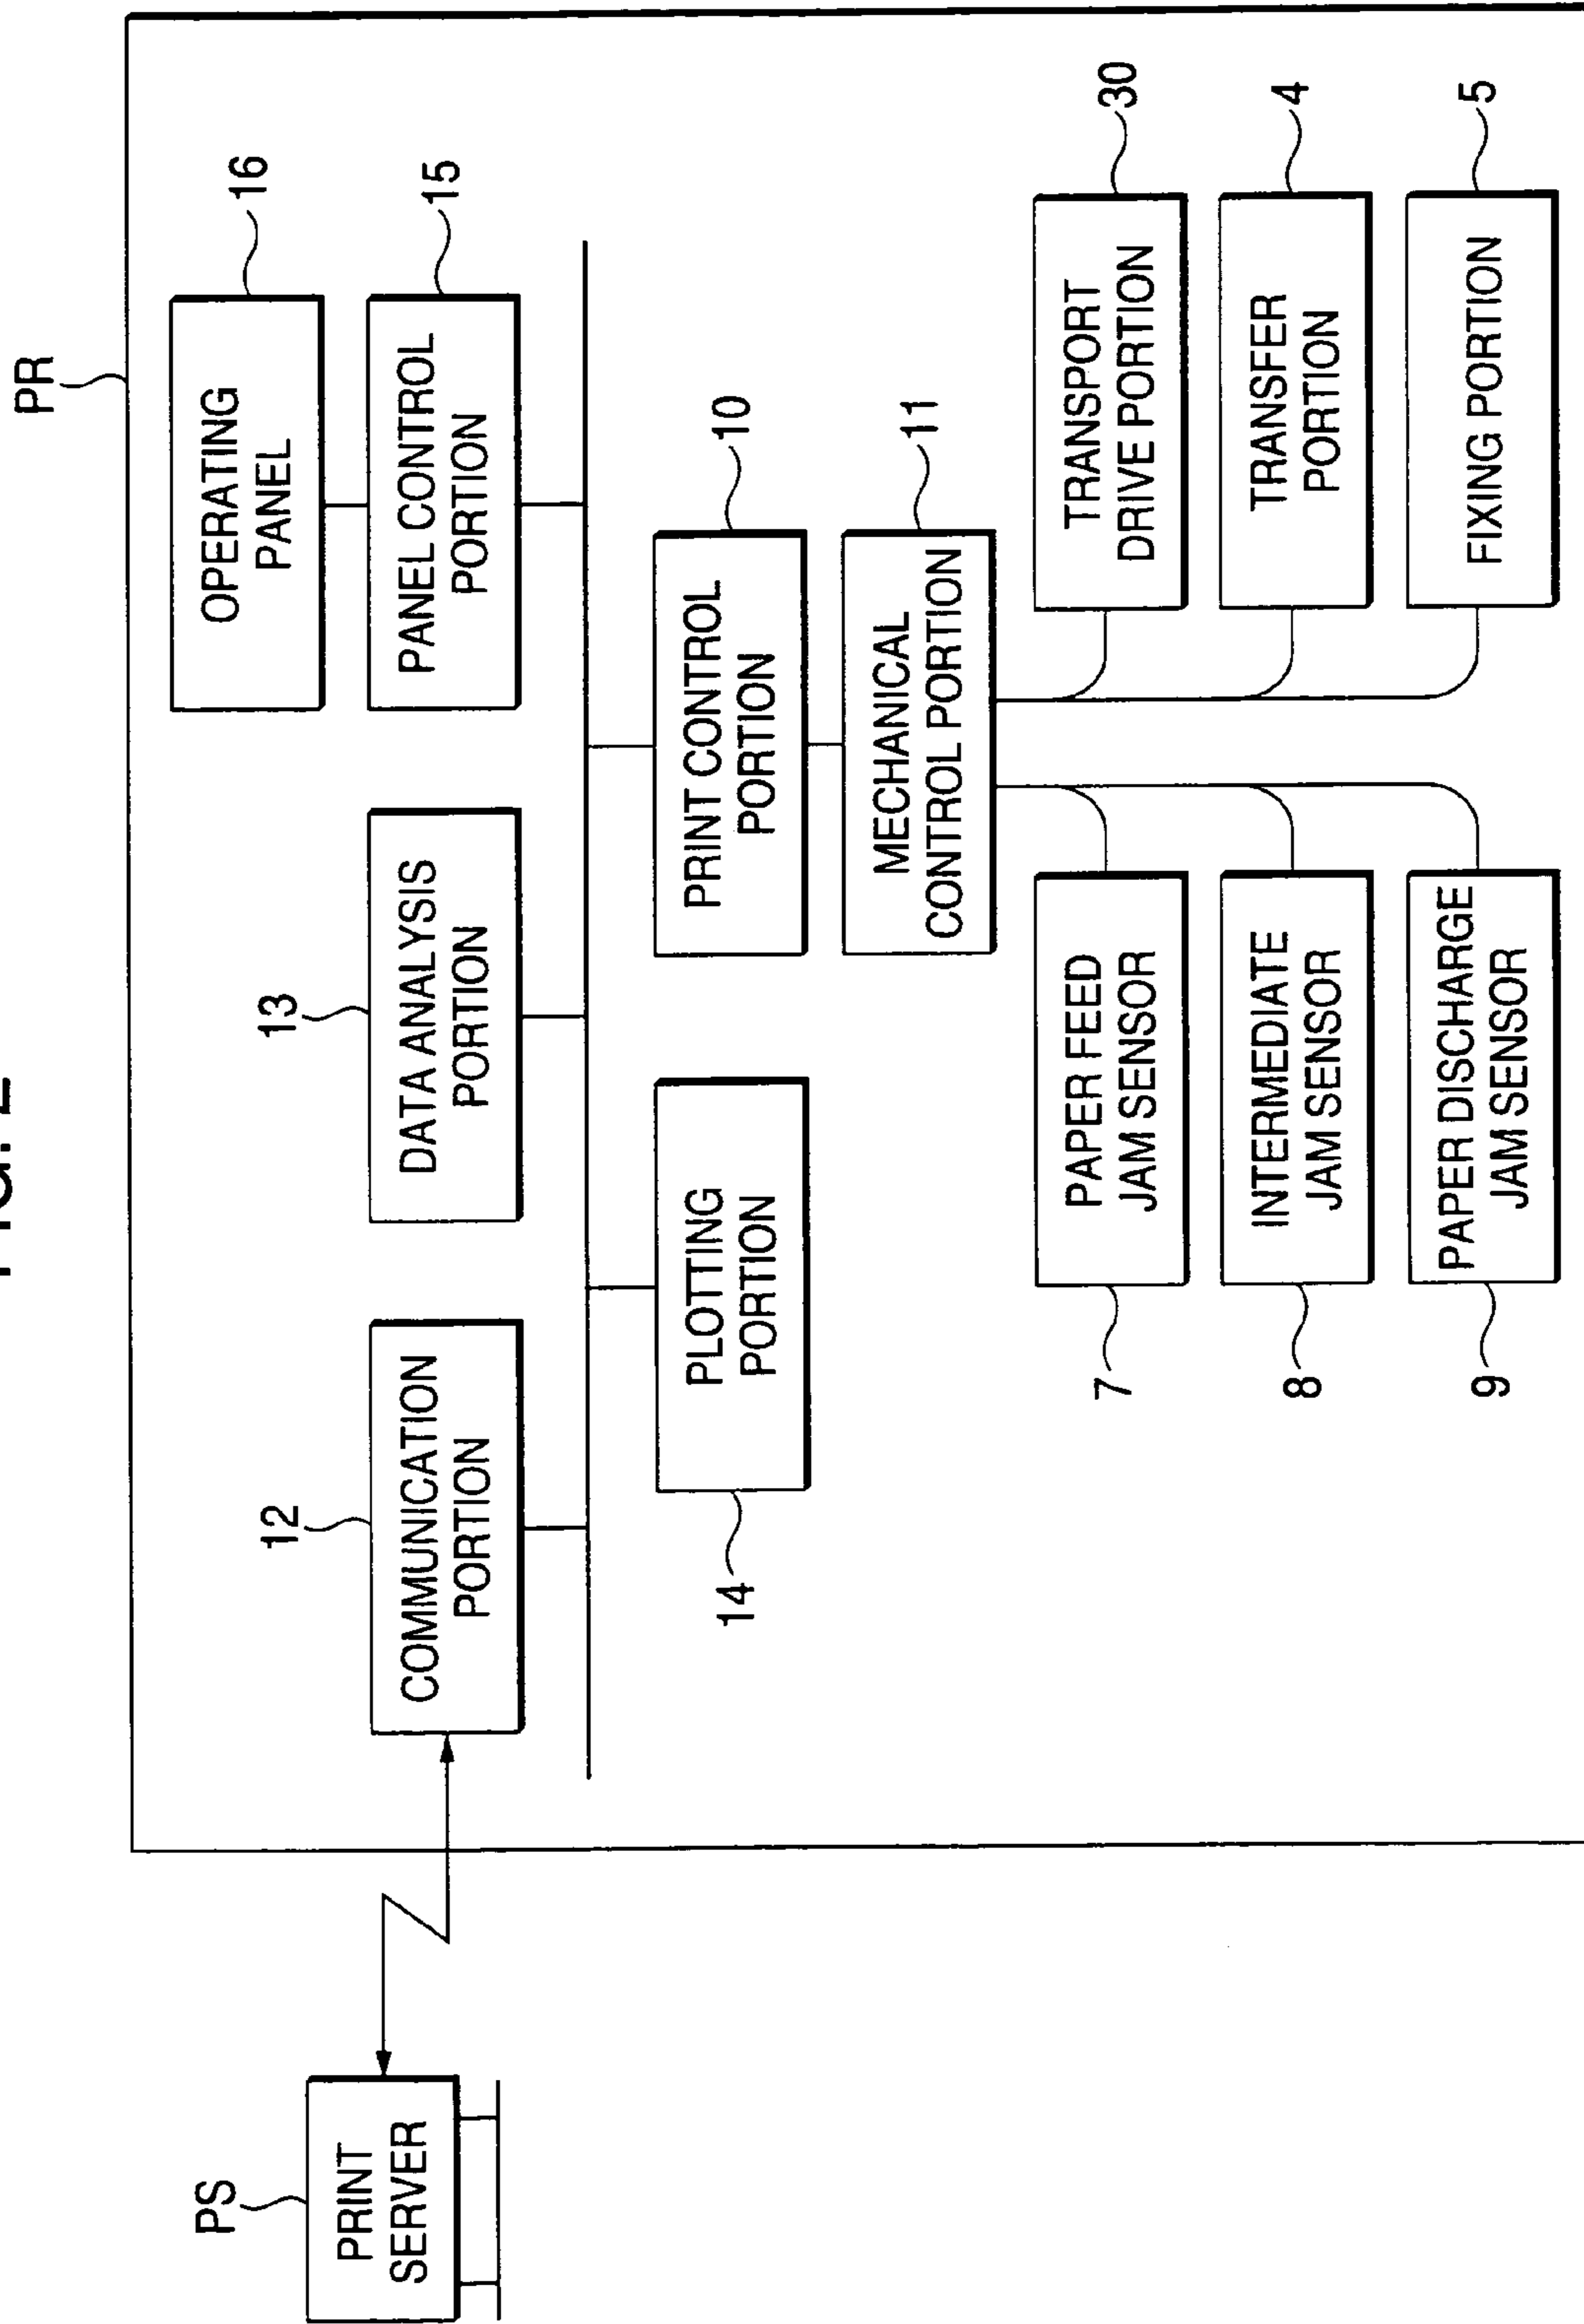 FIG. 2
PR
PS
PRINT
SERVER
12
COMMUNICATION
PORTION
13
DATA ANALYSIS
PORTION
OPERATING
PANEL
16
PANEL CONTROL
PORTION
15
14
PLOTTING
PORTION
PRINT CONTROL
PORTION
10
MECHANICAL
CONTROL PORTION
11
7
PAPER FEED
JAM SENSOR
TRANSPORT
DRIVE PORTION
30
8
INTERMEDIATE
JAM SENSOR
TRANSFER
PORTION
4
9
PAPER DISCHARGE
JAM SENSOR
FIXING PORTION
5